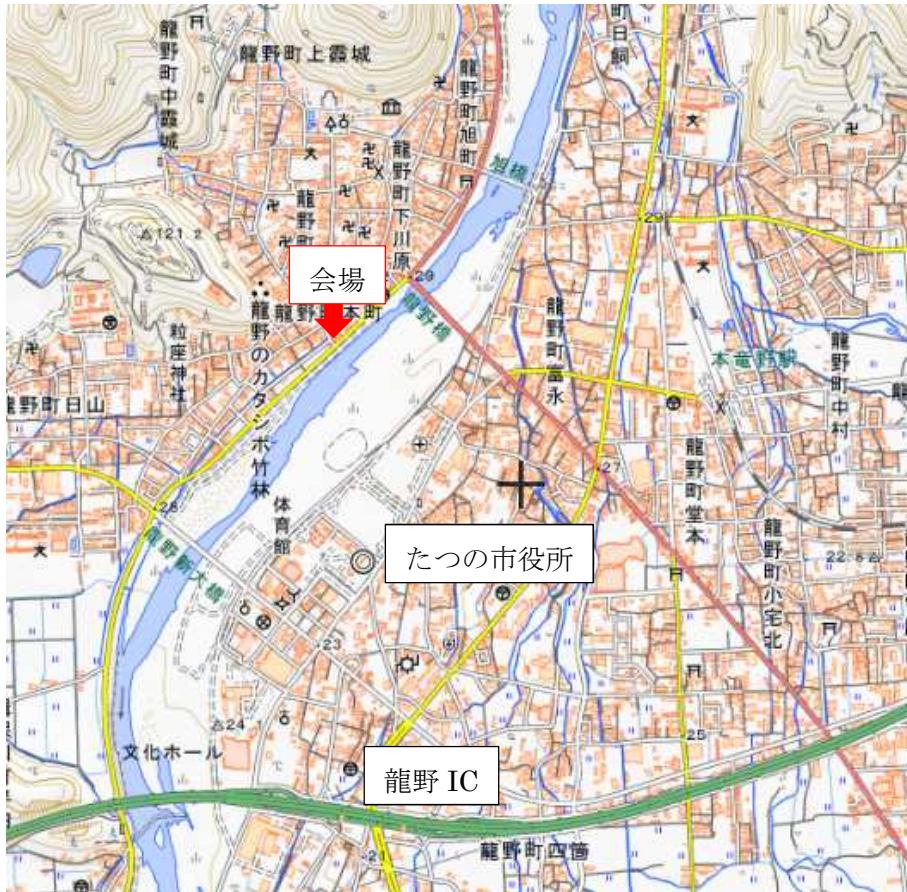 龍野町中霞城
龍野町上霞城
龍野町旭町
町日飼
旭橋
龍野町下川原
29
29
121.2
会場
龍野橋
龍野のカタシボ竹林
粒座神社
龍野町日山
龍野町富永
本竜野駅
龍野町中村
27
28
龍野新大橋
体育館
たつの市役所
龍野町堂本
龍野町小宅北
22.8
23
24.1
25
文化ホール
龍野 IC
21
龍野町四箇